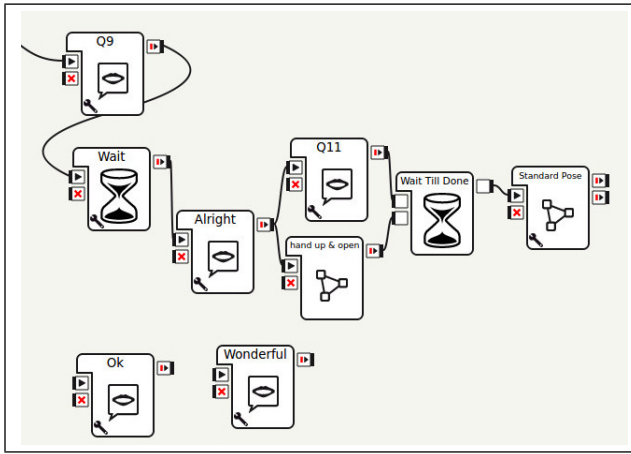 Q9
Wait
Alright
Q11
hand up & open
Wait Till Done
Standard Pose
Ok
Wonderful